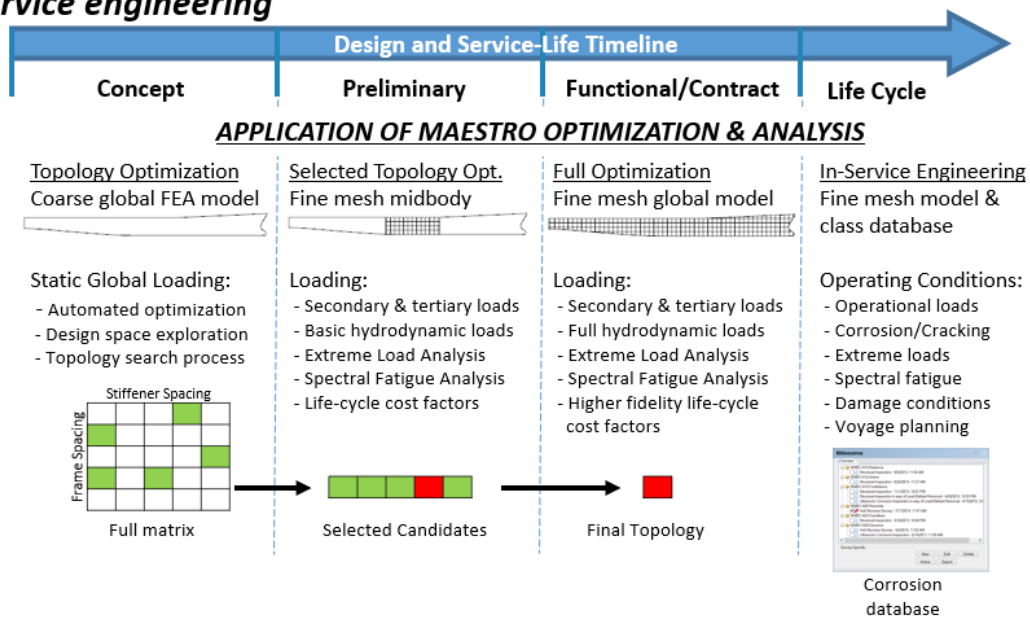 rvice engineering
Design and Service-Life Timeline
Concept
Preliminary
Functional/Contract
Life Cycle
APPLICATION OF MAESTRO OPTIMIZATION & ANALYSIS
Topology Optimization
Coarse global FEA model
Static Global Loading:
- Automated optimization
- Design space exploration
- Topology search process
Stiffener Spacing
Frame Spacing
Full matrix
Selected Topology Opt.
Fine mesh midbody
Loading:
- Secondary & tertiary loads
- Basic hydrodynamic loads
- Extreme Load Analysis
- Spectral Fatigue Analysis
- Life-cycle cost factors
Selected Candidates
Full Optimization
Fine mesh global model
Loading:
- Secondary & tertiary loads
- Full hydrodynamic loads
- Extreme Load Analysis
- Spectral Fatigue Analysis
- Higher fidelity life-cycle
cost factors
Final Topology
In-Service Engineering
Fine mesh model &
class database
Operating Conditions:
- Operational loads
- Corrosion/Cracking
- Extreme loads
- Spectral fatigue
- Damage conditions
- Voyage planning
Rhinoceros
Corrosion
database